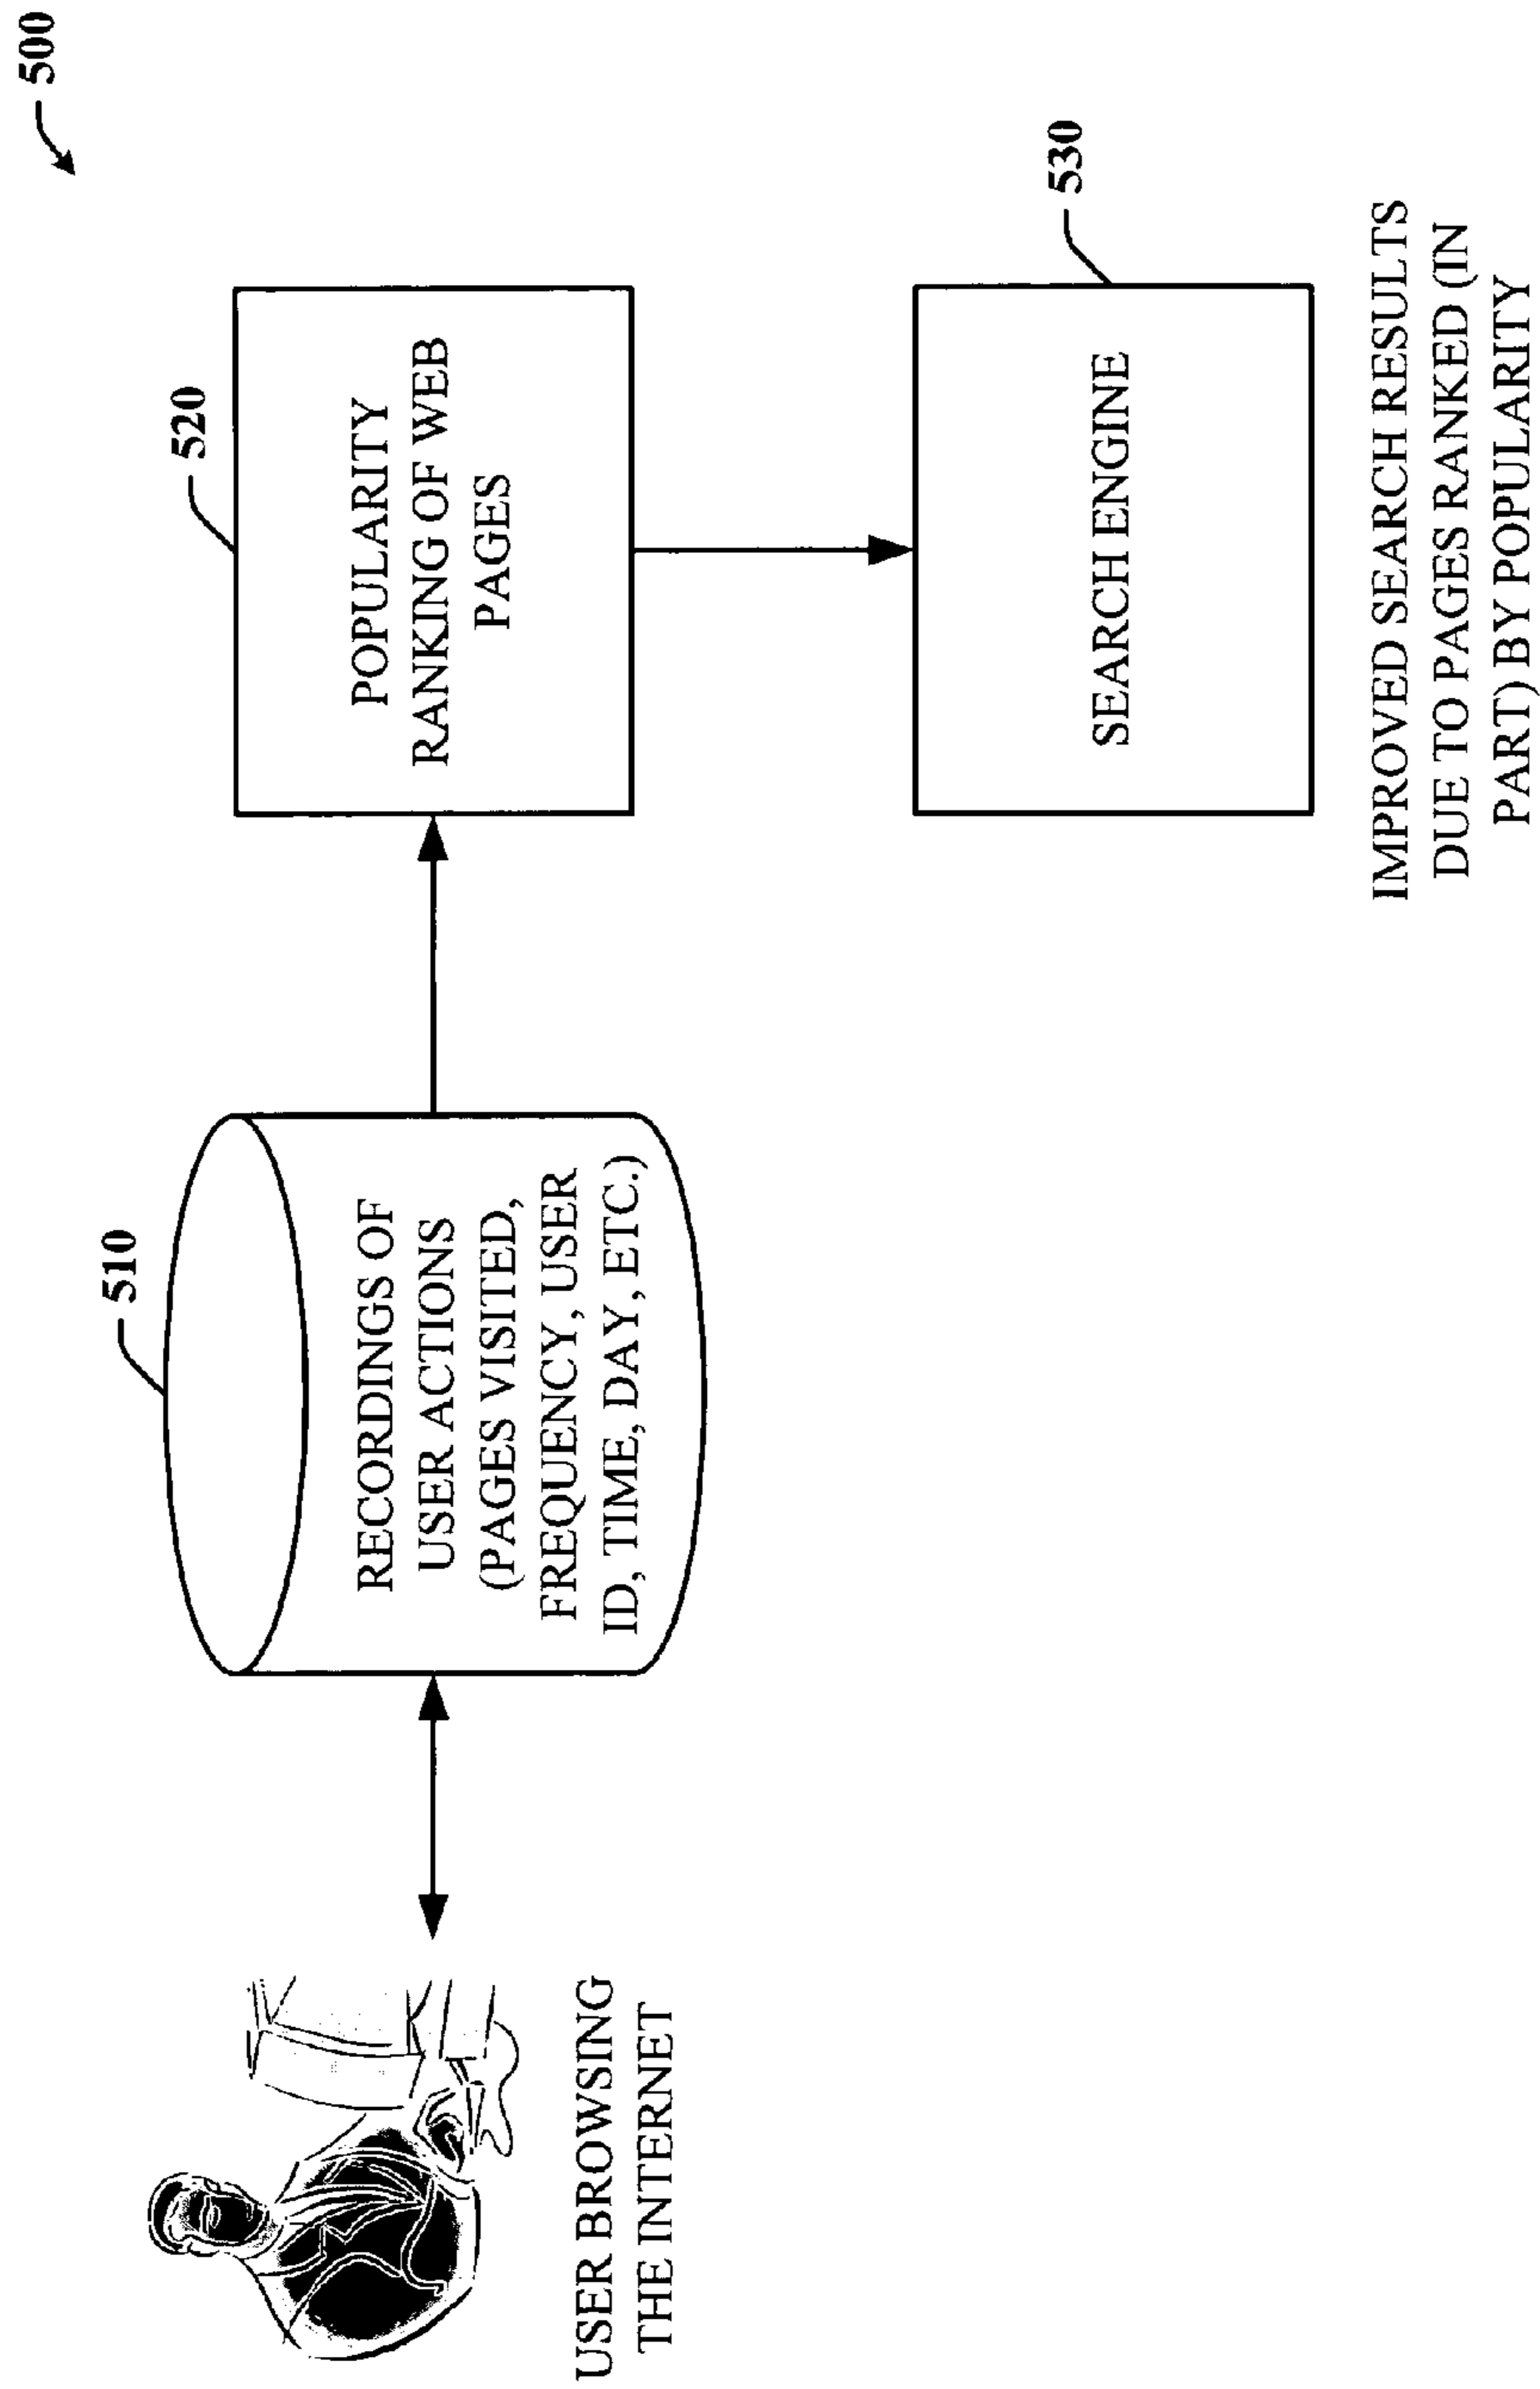 500
510
RECORDINGS OF
USER ACTIONS
(PAGES VISITED,
FREQUENCY, USER
ID, TIME, DAY, ETC.)
520
POPULARITY
RANKING OF WEB
PAGES
USER BROWSING
THE INTERNET
530
SEARCH ENGINE
IMPROVED SEARCH RESULTS
DUE TO PAGES RANKED (IN
PART) BY POPULARITY